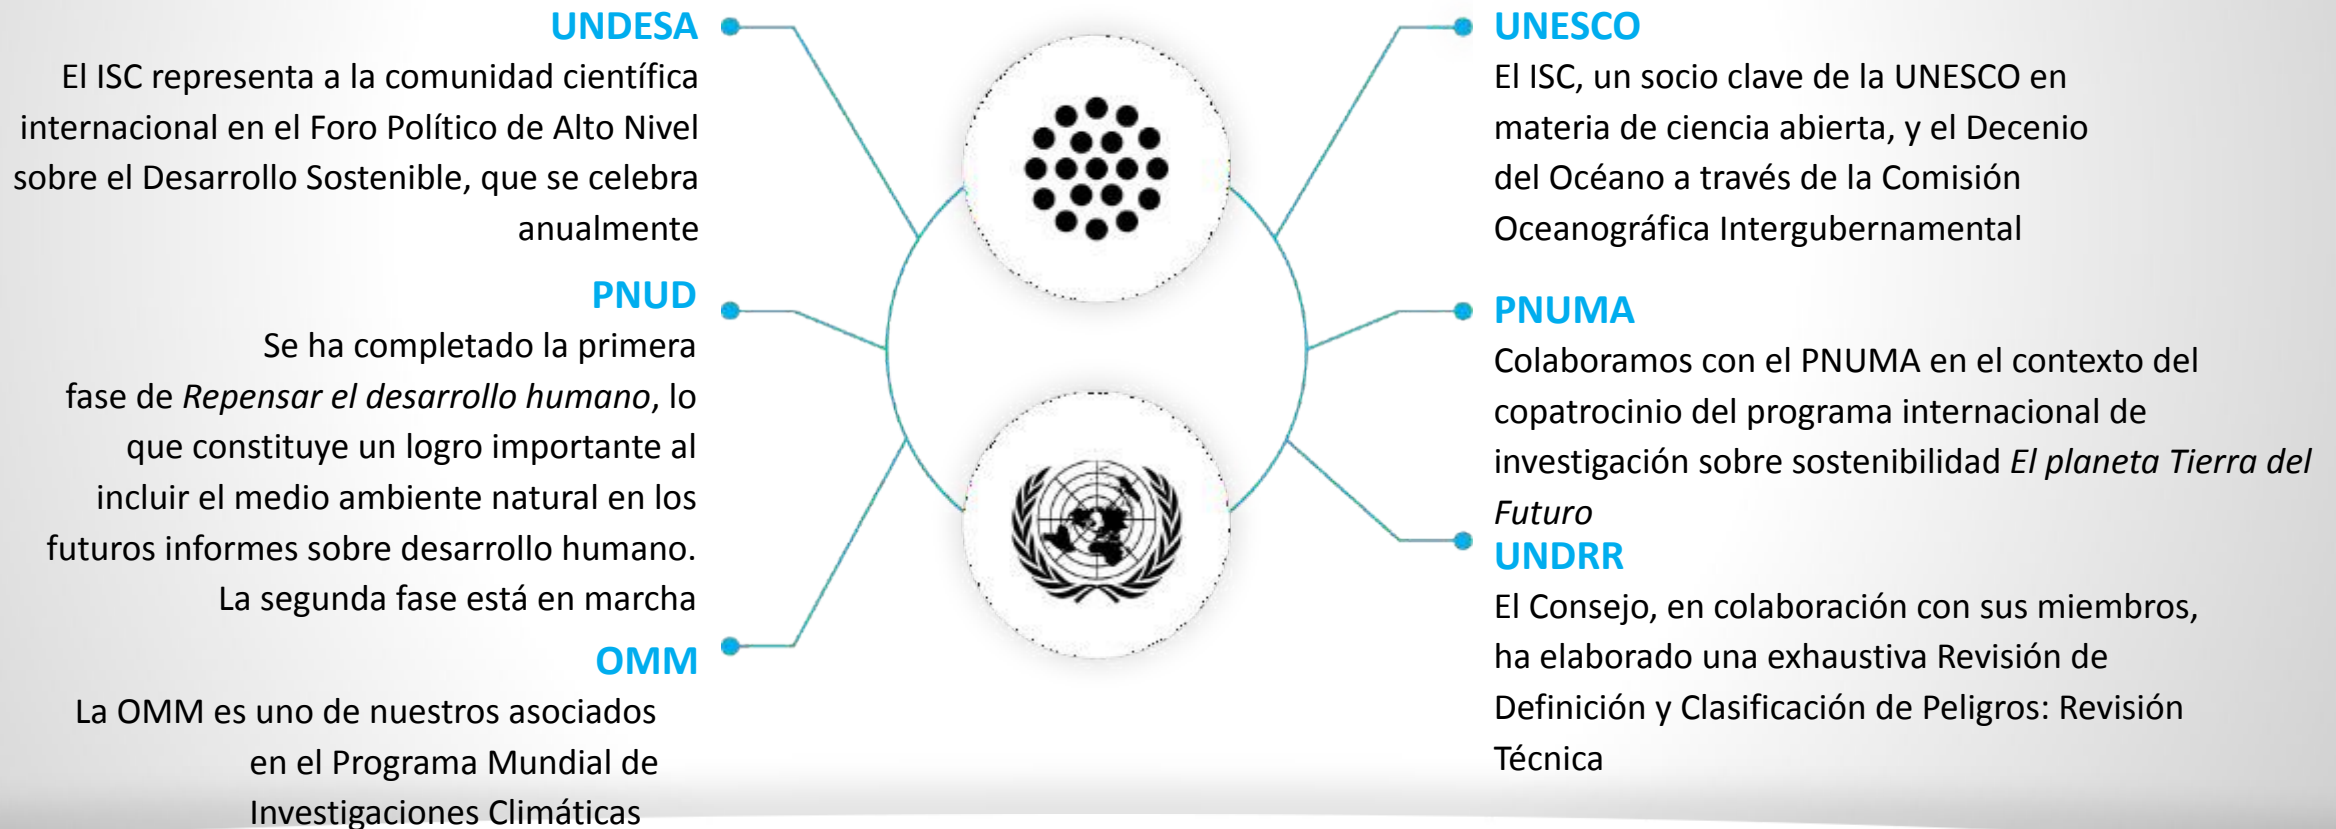 UNDESA
El ISC representa a la comunidad científica
internacional en el Foro Político de Alto Nivel
sobre el Desarrollo Sostenible, que se celebra
anualmente
PNUD
Se ha completado la primera
fase de Repensar el desarrollo humano, lo
que constituye un logro importante al
incluir el medio ambiente natural en los
futuros informes sobre desarrollo humano.
La segunda fase está en marcha
OMM
La OMM es uno de nuestros asociados
en el Programa Mundial de
Investigaciones Climáticas
UNESCO
El ISC, un socio clave de la UNESCO en
materia de ciencia abierta, y el Decenio
del Océano a través de la Comisión
Oceanográfica Intergubernamental
PNUMA
Colaboramos con el PNUMA en el contexto del
copatrocinio del programa internacional de
investigación sobre sostenibilidad El planeta Tierra del
Futuro
UNDRR
El Consejo, en colaboración con sus miembros,
ha elaborado una exhaustiva Revisión de
Definición y Clasificación de Peligros: Revisión
Técnica